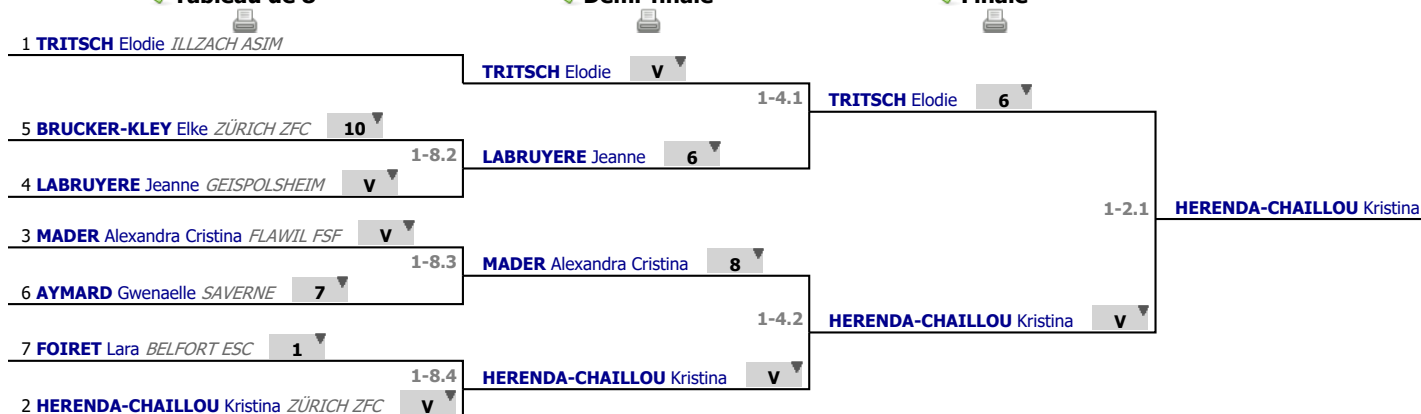 Tableau de 8
Demi-finale
Finale
1 TRITSCH Elodie ILLZACH ASIM
TRITSCH Elodie V
1-4.1
TRITSCH Elodie 6
5 BRUCKER-KLEY Elke ZÜRICH ZFC 10
1-8.2
LABRUYERE Jeanne 6
4 LABRUYERE Jeanne GEISPOLSHEIM V
1-2.1
HERENDA-CHAILLOU Kristina
3 MADER Alexandra Cristina FLAWIL FSF V
1-8.3
MADER Alexandra Cristina 8
6 AYMARD Gwenaelle SAVERNE 7
1-4.2
HERENDA-CHAILLOU Kristina V
7 FOIRET Lara BELFORT ESC 1
1-8.4
HERENDA-CHAILLOU Kristina V
2 HERENDA-CHAILLOU Kristina ZÜRICH ZFC V